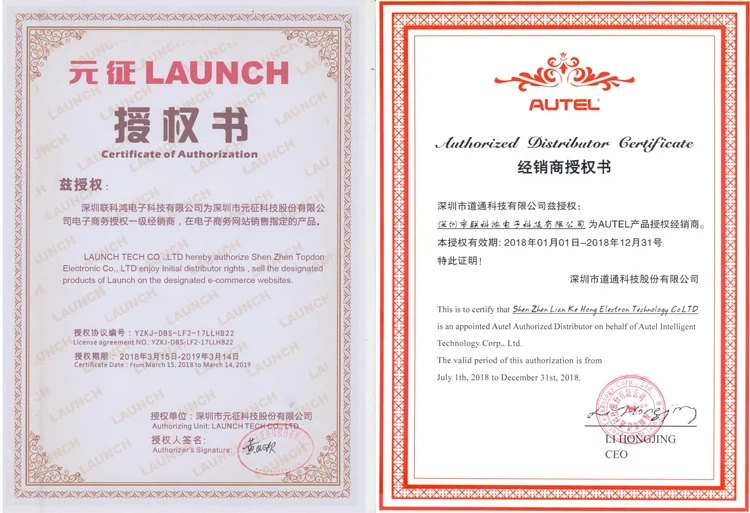 元征 LAUNCH
授权书
Certificate of Authorization
兹授权:
深圳联科鸿电子科技有限公司为深圳市元征科技股份有限公
司电子商务授权一级经销商，在电子商务网站销售指定的产品。
LAUNCH TECH CO .,LTD hereby authorize Shen Zhen Topdon
Electronic Co., LTD enjoy Initial distributor rights , sell the designated
products of Launch on the designated e-commerce websites.
授权协议编号: YZKJ-DBS-LF2-17LLHB22
License agreement NO.: YZKJ-DBS-LF2-17LLHB22
授权期限: 2018年3月15日-2019年3月14日
Certificate Date : From March 15, 2018 to March 14, 2019
授权单位: 深圳市元征科技股份有限公司
Authorizing Unit: LAUNCH TECH CO., LTD
授权人签名:
Authorizer's Signature:
AUTEL
Authorized Distributor Certificate
经销商授权书
深圳市道通科技有限公司兹授权:
深圳市联科鸿电子科技有限公司 为AUTEL产品授权经销商。
本授权有效期: 2018年01月01-2018年12月31号
特此证明!
深圳市道通科技股份有限公司
This is to certify that Shen Zhen Lian Ke Hong Electron Technology CoLTD
is an appointed Autel Authorized Distributor on behalf of Autel Intelligent
Technology Corp., Ltd.
The valid period of this authorization is from
July 1th, 2018 to December 31st, 2018.
LI HONGJING
CEO